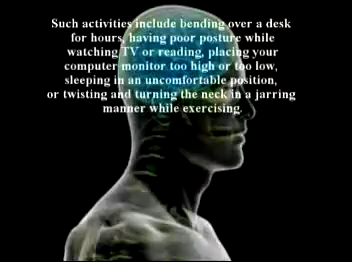 Such activities include bending over a desk
for hours, having poor posture while
watching TV or reading, placing your
computer monitor too high or too low,
sleeping in an uncomfortable position,
or twisting and turning the neck in a jarring
manner while exercising.